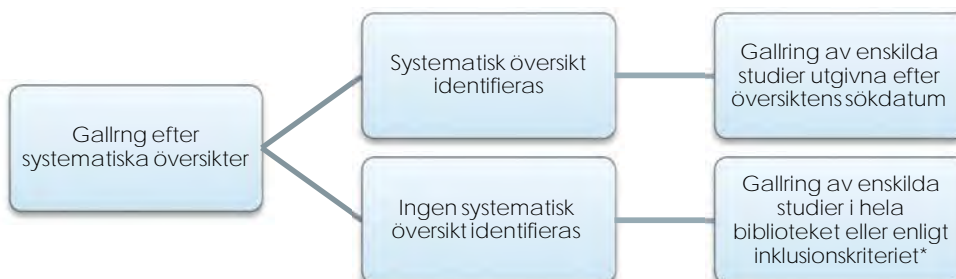 Gallrng efter
systematiska översikter
Systematisk översikt
identifieras
Gallring av enskilda
studier utgivna efter
översiktens sökdatum
Ingen systematisk
översikt identifieras
Gallring av enskilda
studier i hela
biblioteket eller enligt
inklusionskriteriet*